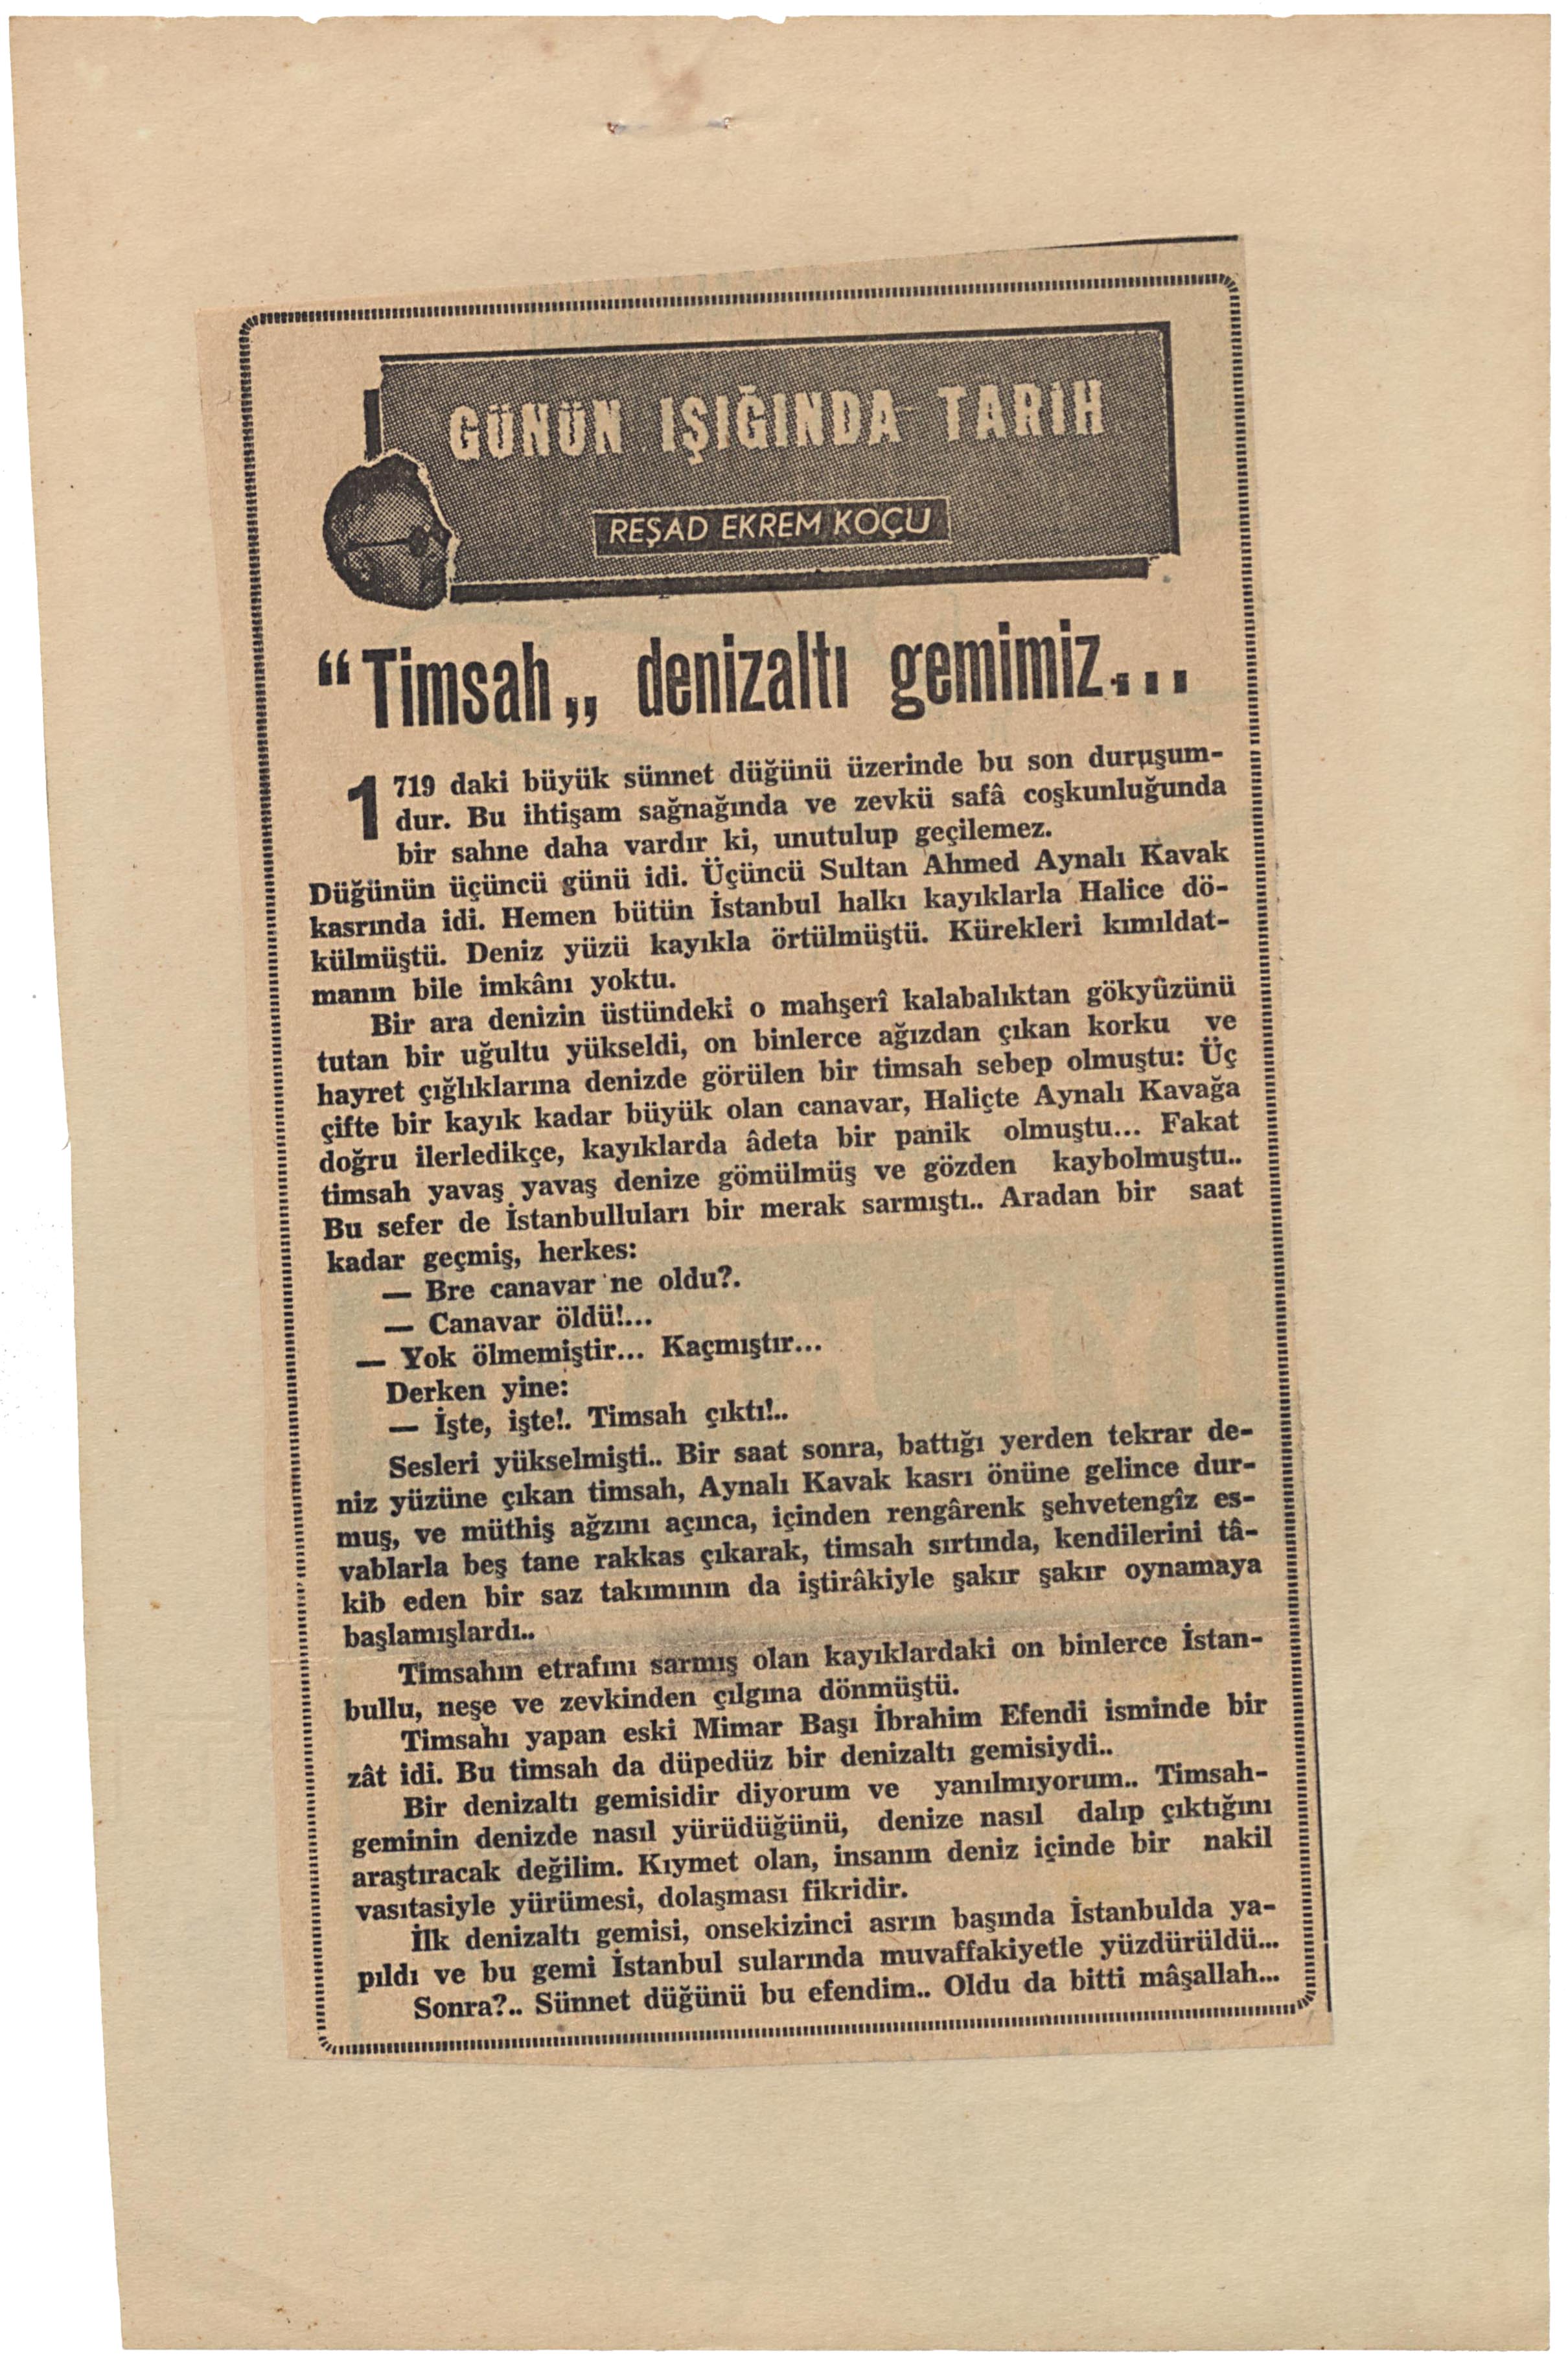 GÜNÜN IŞIĞINDA TARİH
REŞAD EKREM KOÇU
“Timsah„ denizaltı gemimiz...
1719 daki büyük sünnet düğünü üzerinde bu son duruşum-
dur. Bu ihtişam sağnağında ve zevkü safâ coşkunluğunda
bir sahne daha vardır ki, unutulup geçilemez.
Düğünün üçüncü günü idi. Üçüncü Sultan Ahmed Aynalı Kavak
kasrında idi. Hemen bütün İstanbul halkı kayıklarla Halice dö-
külmüştü. Deniz yüzü kayıkla örtülmüştü. Kürekleri kımıldat-
manın bile imkânı yoktu.
Bir ara denizin üstündeki o mahşerî kalabalıktan gökyüzünü
tutan bir uğultu yükseldi, on binlerce ağızdan çıkan korku ve
hayret çığlıklarına denizde görülen bir timsah sebep olmuştu: Üç
çifte bir kayık kadar büyük olan canavar, Haliçte Aynalı Kavağa
doğru ilerledikçe, kayıklarda âdeta bir panik olmuştu... Fakat
timsah yavaş yavaş denize gömülmüş ve gözden kaybolmuştu..
Bu sefer de İstanbulluları bir merak sarmıştı.. Aradan bir saat
kadar geçmiş, herkes:
— Bre canavar ne oldu?.
— Canavar öldü!...
— Yok ölmemiştir... Kaçmıştır...
Derken yine:
— İşte, işte!. Timsah çıktı!..
Sesleri yükselmişti.. Bir saat sonra, battığı yerden tekrar de-
niz yüzüne çıkan timsah, Aynalı Kavak kasrı önüne gelince dur-
muş, ve müthiş ağzını açınca, içinden rengârenk şehvetengîz es-
vablarla beş tane rakkas çıkarak, timsah sırtında, kendilerini tâ-
kib eden bir saz takımının da iştirâkiyle şakır şakır oynamaya
başlamışlardı..
Timsahın etrafını sarmış olan kayıklardaki on binlerce İstan-
bullu, neşe ve zevkinden çılgına dönmüştü.
Timsahı yapan eski Mimar Başı İbrahim Efendi isminde bir
zât idi. Bu timsah da düpedüz bir denizaltı gemisiydi..
Bir denizaltı gemisidir diyorum ve yanılmıyorum.. Timsah-
geminin denizde nasıl yürüdüğünü, denize nasıl dalıp çıktığını
araştıracak değilim. Kıymet olan, insanın deniz içinde bir nakil
vasıtasiyle yürümesi, dolaşması fikridir.
İlk denizaltı gemisi, onsekizinci asrın başında İstanbulda ya-
pıldı ve bu gemi İstanbul sularında muvaffakiyetle yüzdürüldü...
Sonra?.. Sünnet düğünü bu efendim.. Oldu da bitti mâşallah...